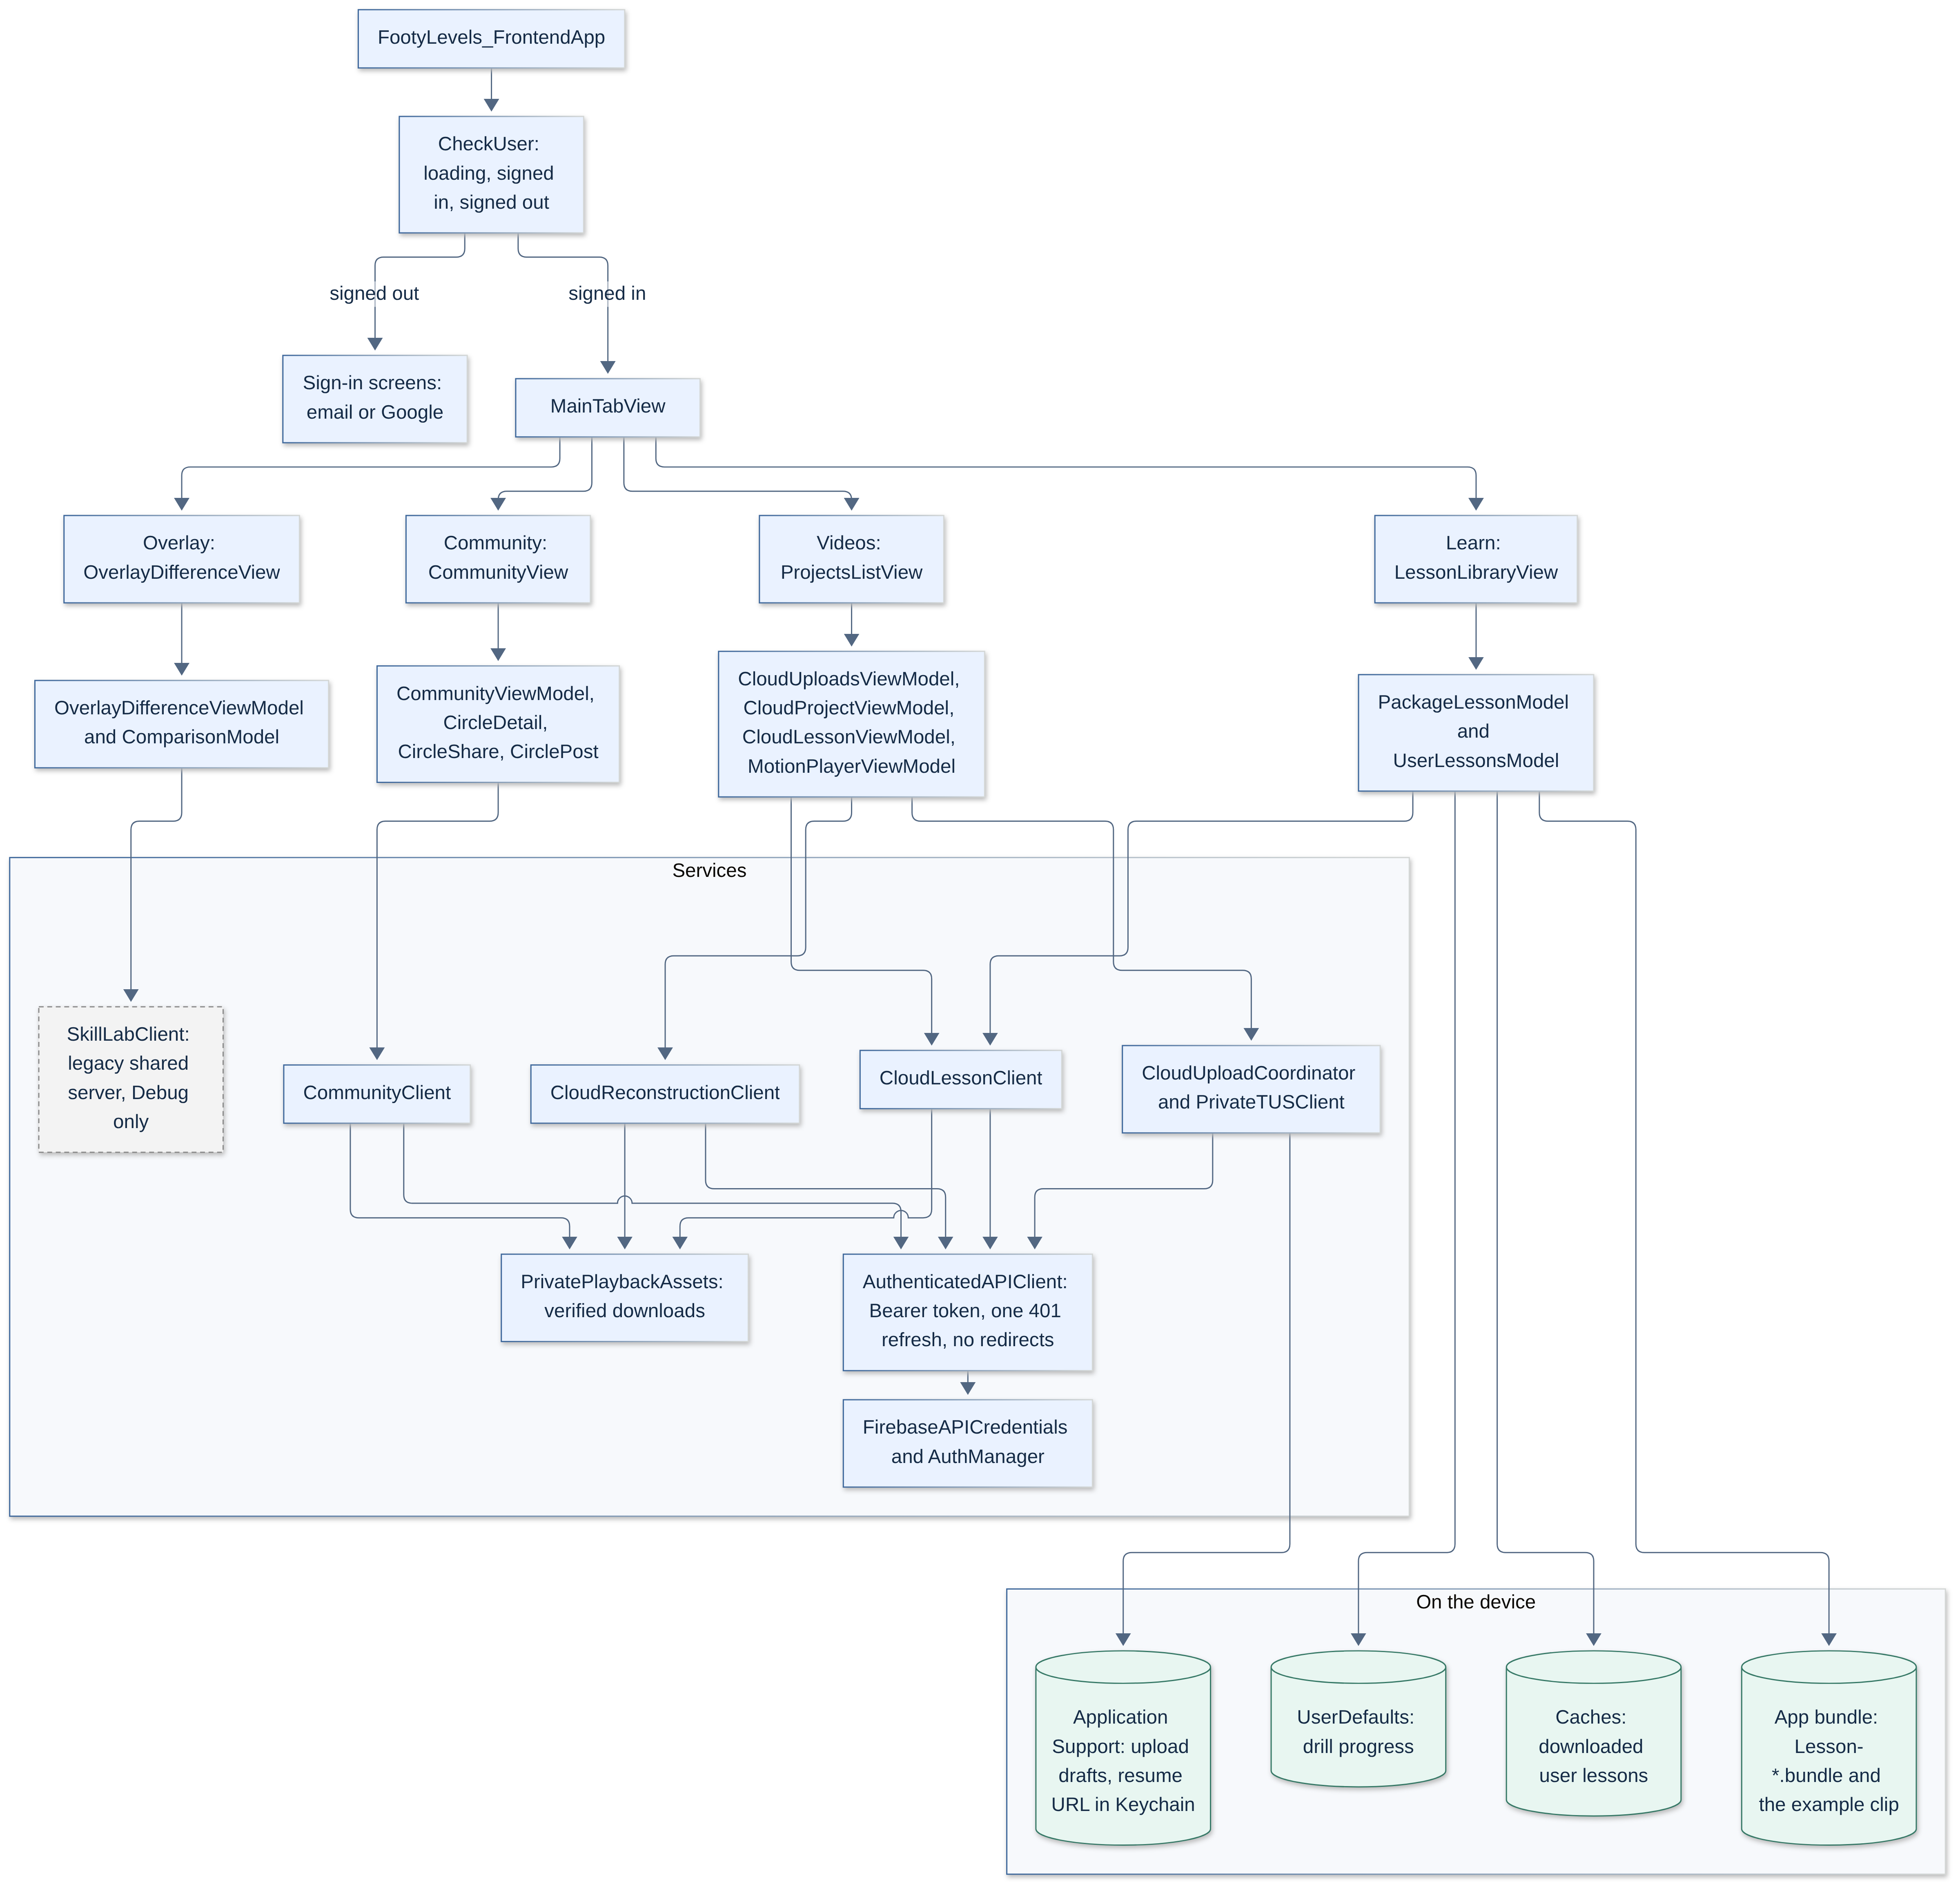 FootyLevels_FrontendApp
CheckUser:
loading, signed
in, signed out
signed out
signed in
Sign-in screens:
email or Google
MainTabView
Overlay:
OverlayDifferenceView
Community:
CommunityView
Videos:
ProjectsListView
Learn:
LessonLibraryView
OverlayDifferenceViewModel
and ComparisonModel
CommunityViewModel,
CircleDetail,
CircleShare, CirclePost
CloudUploadsViewModel,
CloudProjectViewModel,
CloudLessonViewModel,
MotionPlayerViewModel
PackageLessonModel
and
UserLessonsModel
Services
SkillLabClient:
legacy shared
server, Debug
only
CommunityClient
CloudReconstructionClient
CloudLessonClient
CloudUploadCoordinator
and PrivateTUSClient
PrivatePlaybackAssets:
verified downloads
AuthenticatedAPIClient:
Bearer token, one 401
refresh, no redirects
FirebaseAPICredentials
and AuthManager
On the device
Application
Support: upload
drafts, resume
URL in Keychain
UserDefaults:
drill progress
Caches:
downloaded
user lessons
App bundle:
Lesson-
*.bundle and
the example clip